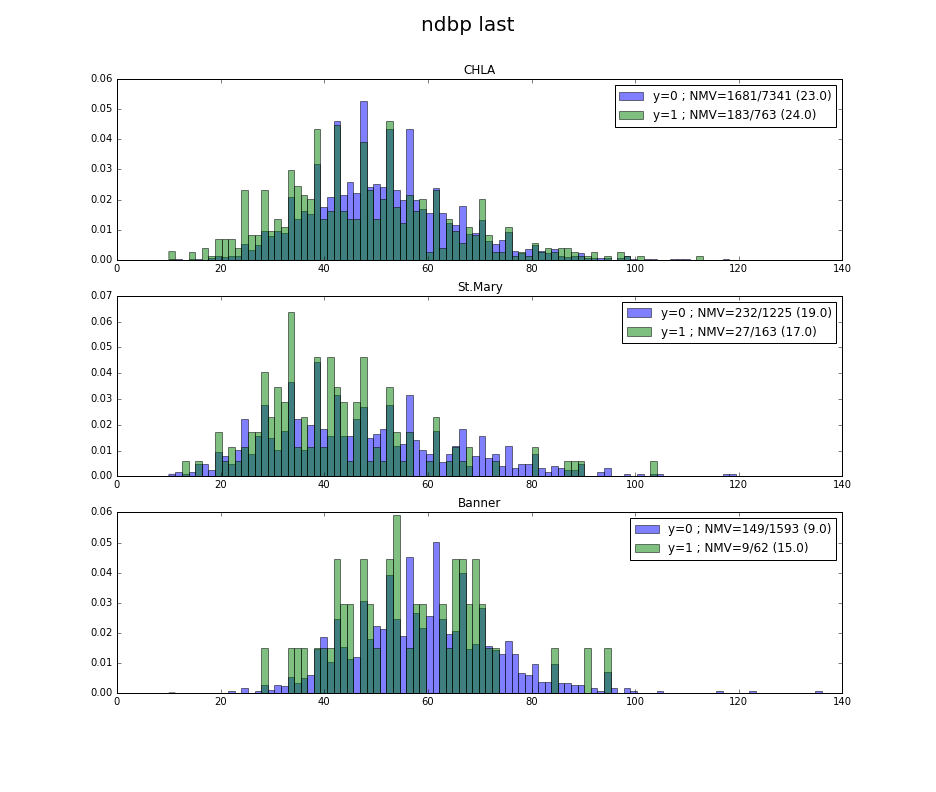 ndbp last
CHLA
y=0 ; NMV=1681/7341 (23.0)
y=1 ; NMV=183/763 (24.0)
0.06
0.05
0.04
0.03
0.02
0.01
0.00
0 20 40 60 80 100 120 140
St.Mary
y=0 ; NMV=232/1225 (19.0)
y=1 ; NMV=27/163 (17.0)
0.07
0.06
0.05
0.04
0.03
0.02
0.01
0.00
0 20 40 60 80 100 120 140
Banner
y=0 ; NMV=149/1593 (9.0)
y=1 ; NMV=9/62 (15.0)
0.06
0.05
0.04
0.03
0.02
0.01
0.00
0 20 40 60 80 100 120 140